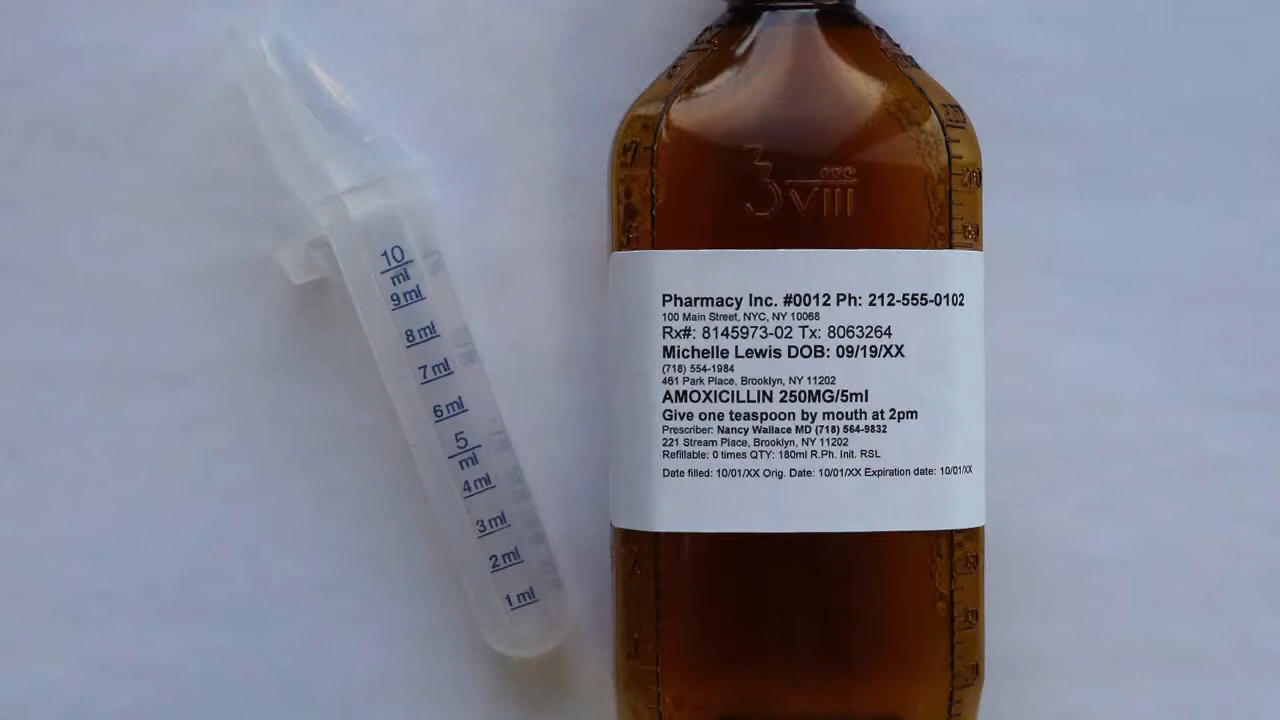 10
ml
9 ml
8 ml
7 ml
6 ml
5
ml
4 ml
3 ml
2 ml
1 ml
3 VIII
Pharmacy Inc. #0012 Ph: 212-555-0102
100 Main Street, NYC, NY 10068
Rx#: 8145973-02 Tx: 8063264
Michelle Lewis DOB: 09/19/XX
(718) 554-1984
461 Park Place, Brooklyn, NY 11202
AMOXICILLIN 250MG/5ml
Give one teaspoon by mouth at 2pm
Prescriber: Nancy Wallace MD (718) 564-9832
221 Stream Place, Brooklyn, NY 11202
Refillable: 0 times QTY: 180ml R.Ph. Init. RSL
Date filled: 10/01/XX Orig. Date: 10/01/XX Expiration date: 10/01/XX